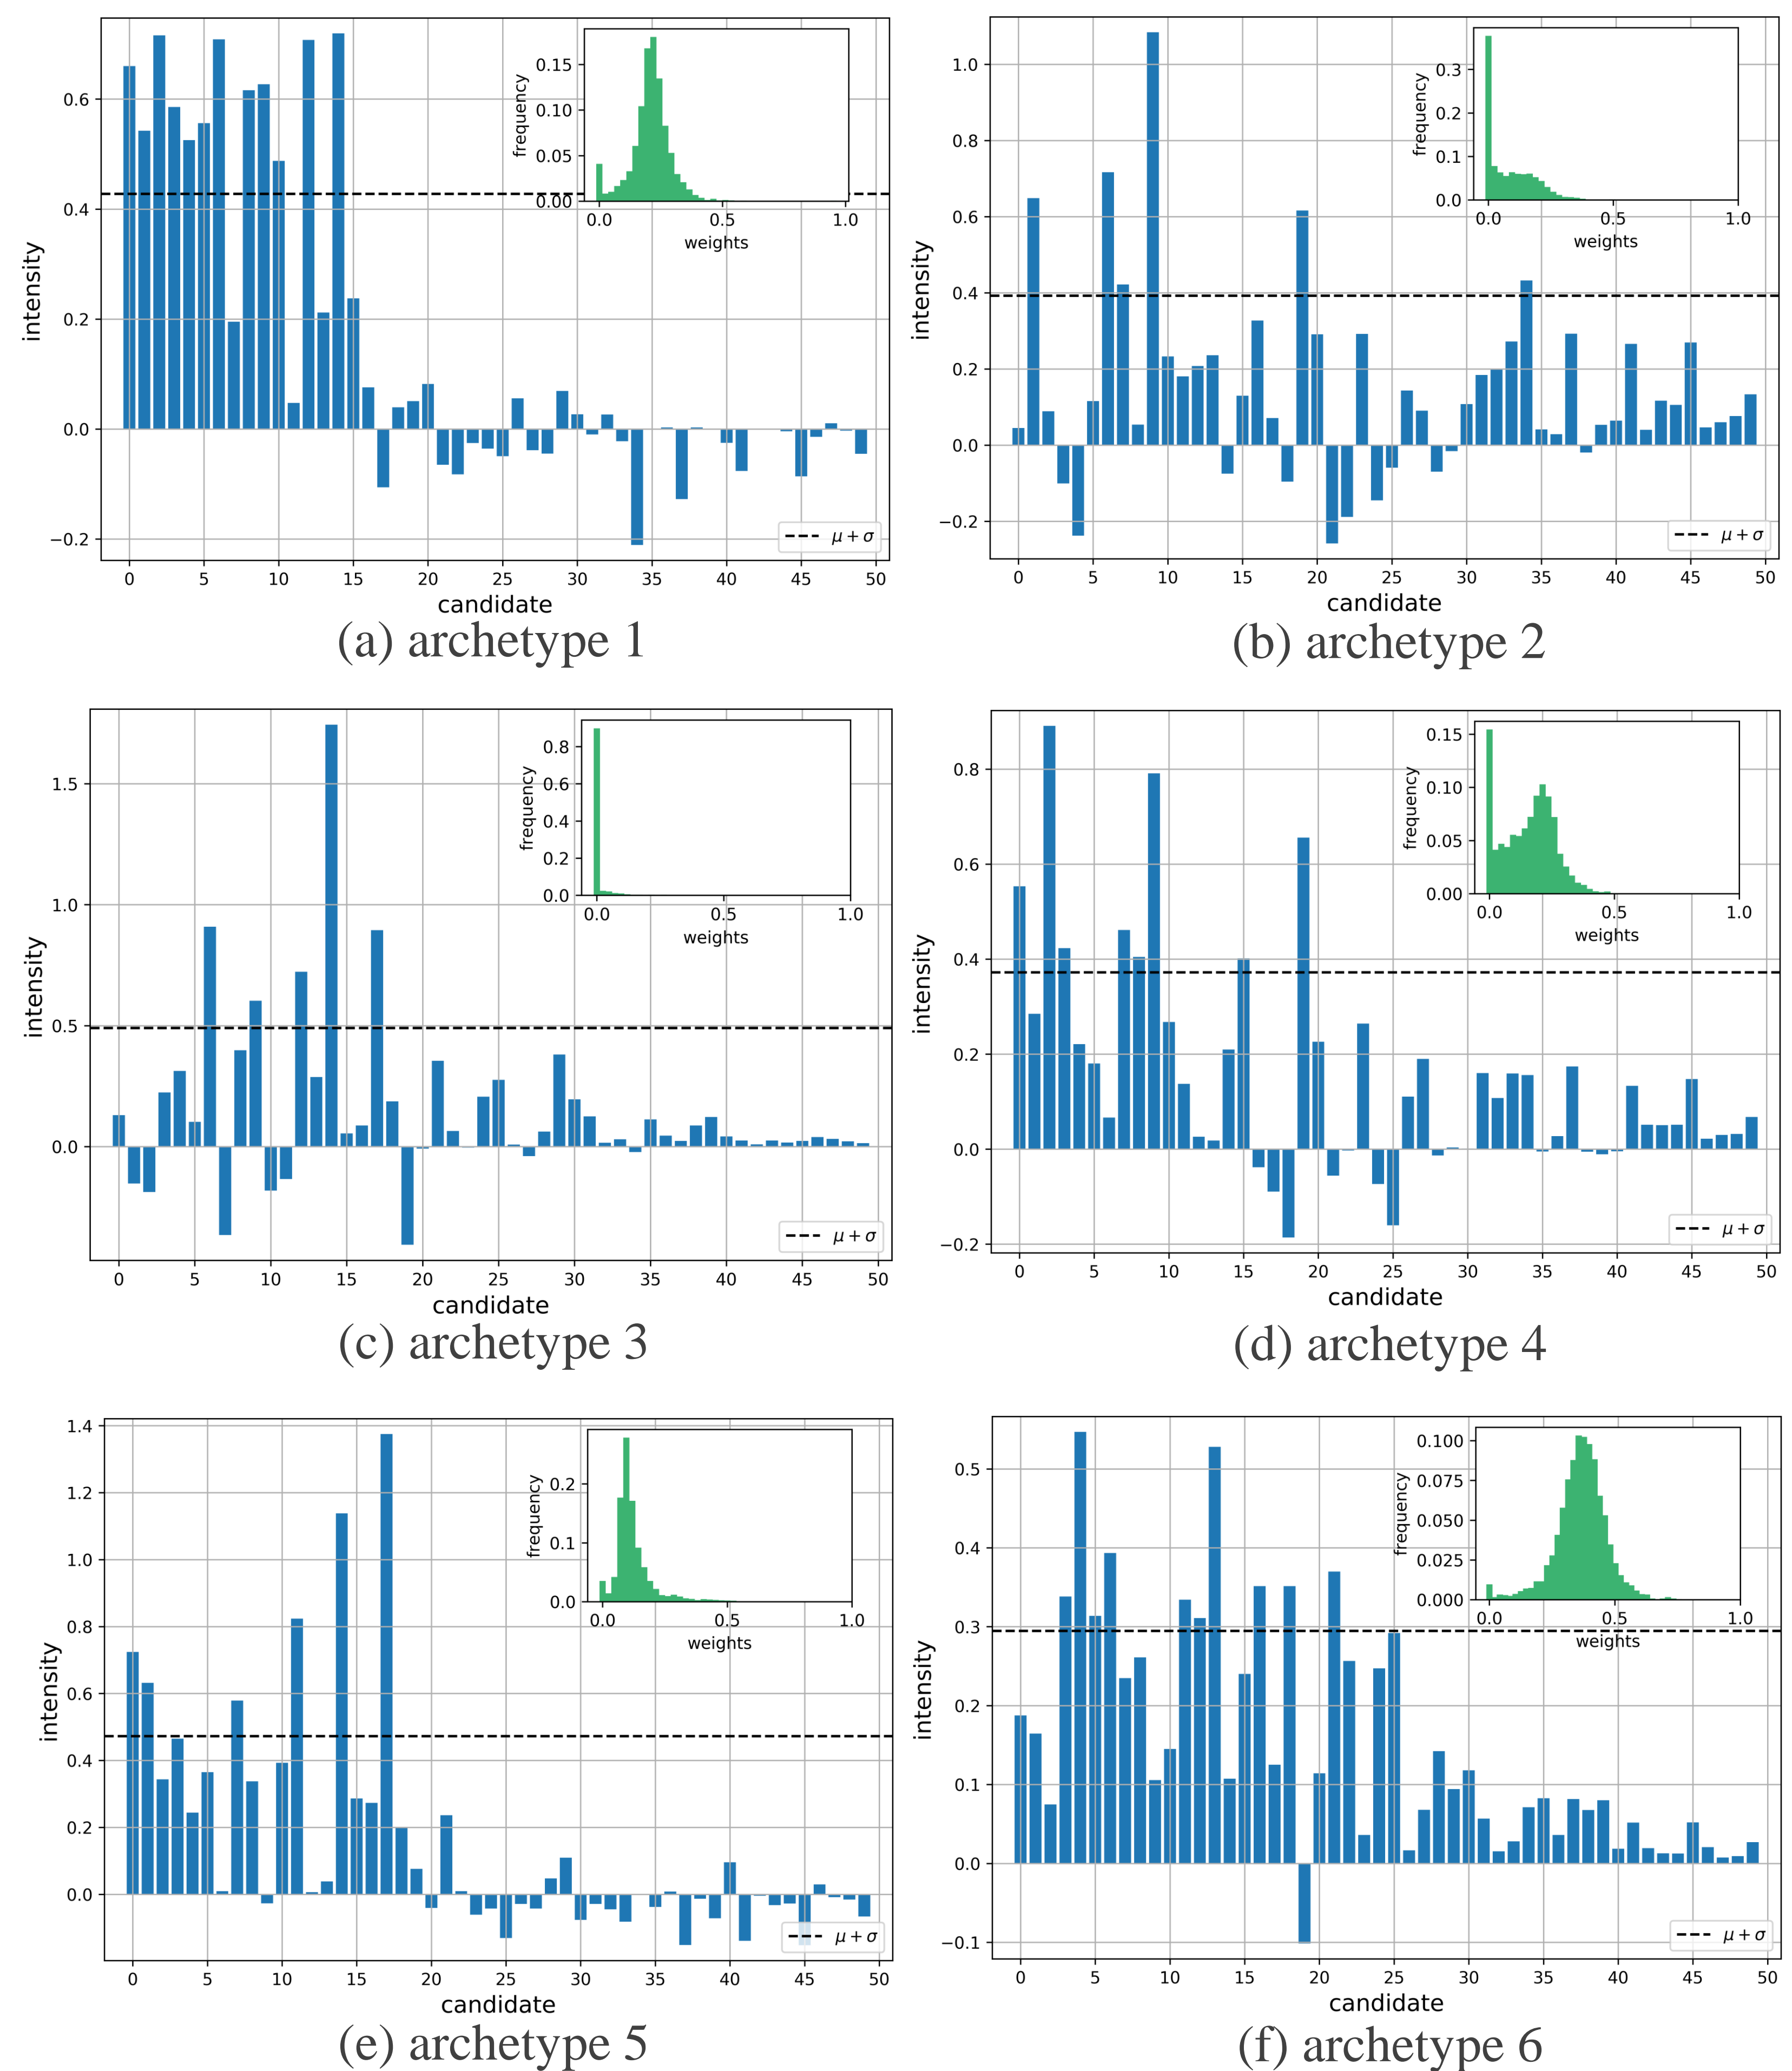 0.6
0.4
0.2
0.0
−0.2
intensity
0 5 10 15 20 25 30 35 40 45 50
candidate
μ + σ
0.15
0.10
0.05
0.00
frequency
0.0 0.5 1.0
weights
(a) archetype 1
1.0
0.8
0.6
0.4
0.2
0.0
−0.2
intensity
0 5 10 15 20 25 30 35 40 45 50
candidate
μ + σ
0.3
0.2
0.1
0.0
frequency
0.0 0.5 1.0
weights
(b) archetype 2
1.5
1.0
0.5
0.0
intensity
0 5 10 15 20 25 30 35 40 45 50
candidate
μ + σ
0.8
0.6
0.4
0.2
0.0
frequency
0.0 0.5 1.0
weights
(c) archetype 3
0.8
0.6
0.4
0.2
0.0
−0.2
intensity
0 5 10 15 20 25 30 35 40 45 50
candidate
μ + σ
0.15
0.10
0.05
0.00
frequency
0.0 0.5 1.0
weights
(d) archetype 4
1.4
1.2
1.0
0.8
0.6
0.4
0.2
0.0
intensity
0 5 10 15 20 25 30 35 40 45 50
candidate
μ + σ
0.2
0.1
0.0
frequency
0.0 0.5 1.0
weights
(e) archetype 5
0.5
0.4
0.3
0.2
0.1
0.0
−0.1
intensity
0 5 10 15 20 25 30 35 40 45 50
candidate
μ + σ
0.100
0.075
0.050
0.025
0.000
frequency
0.0 0.5 1.0
weights
(f) archetype 6